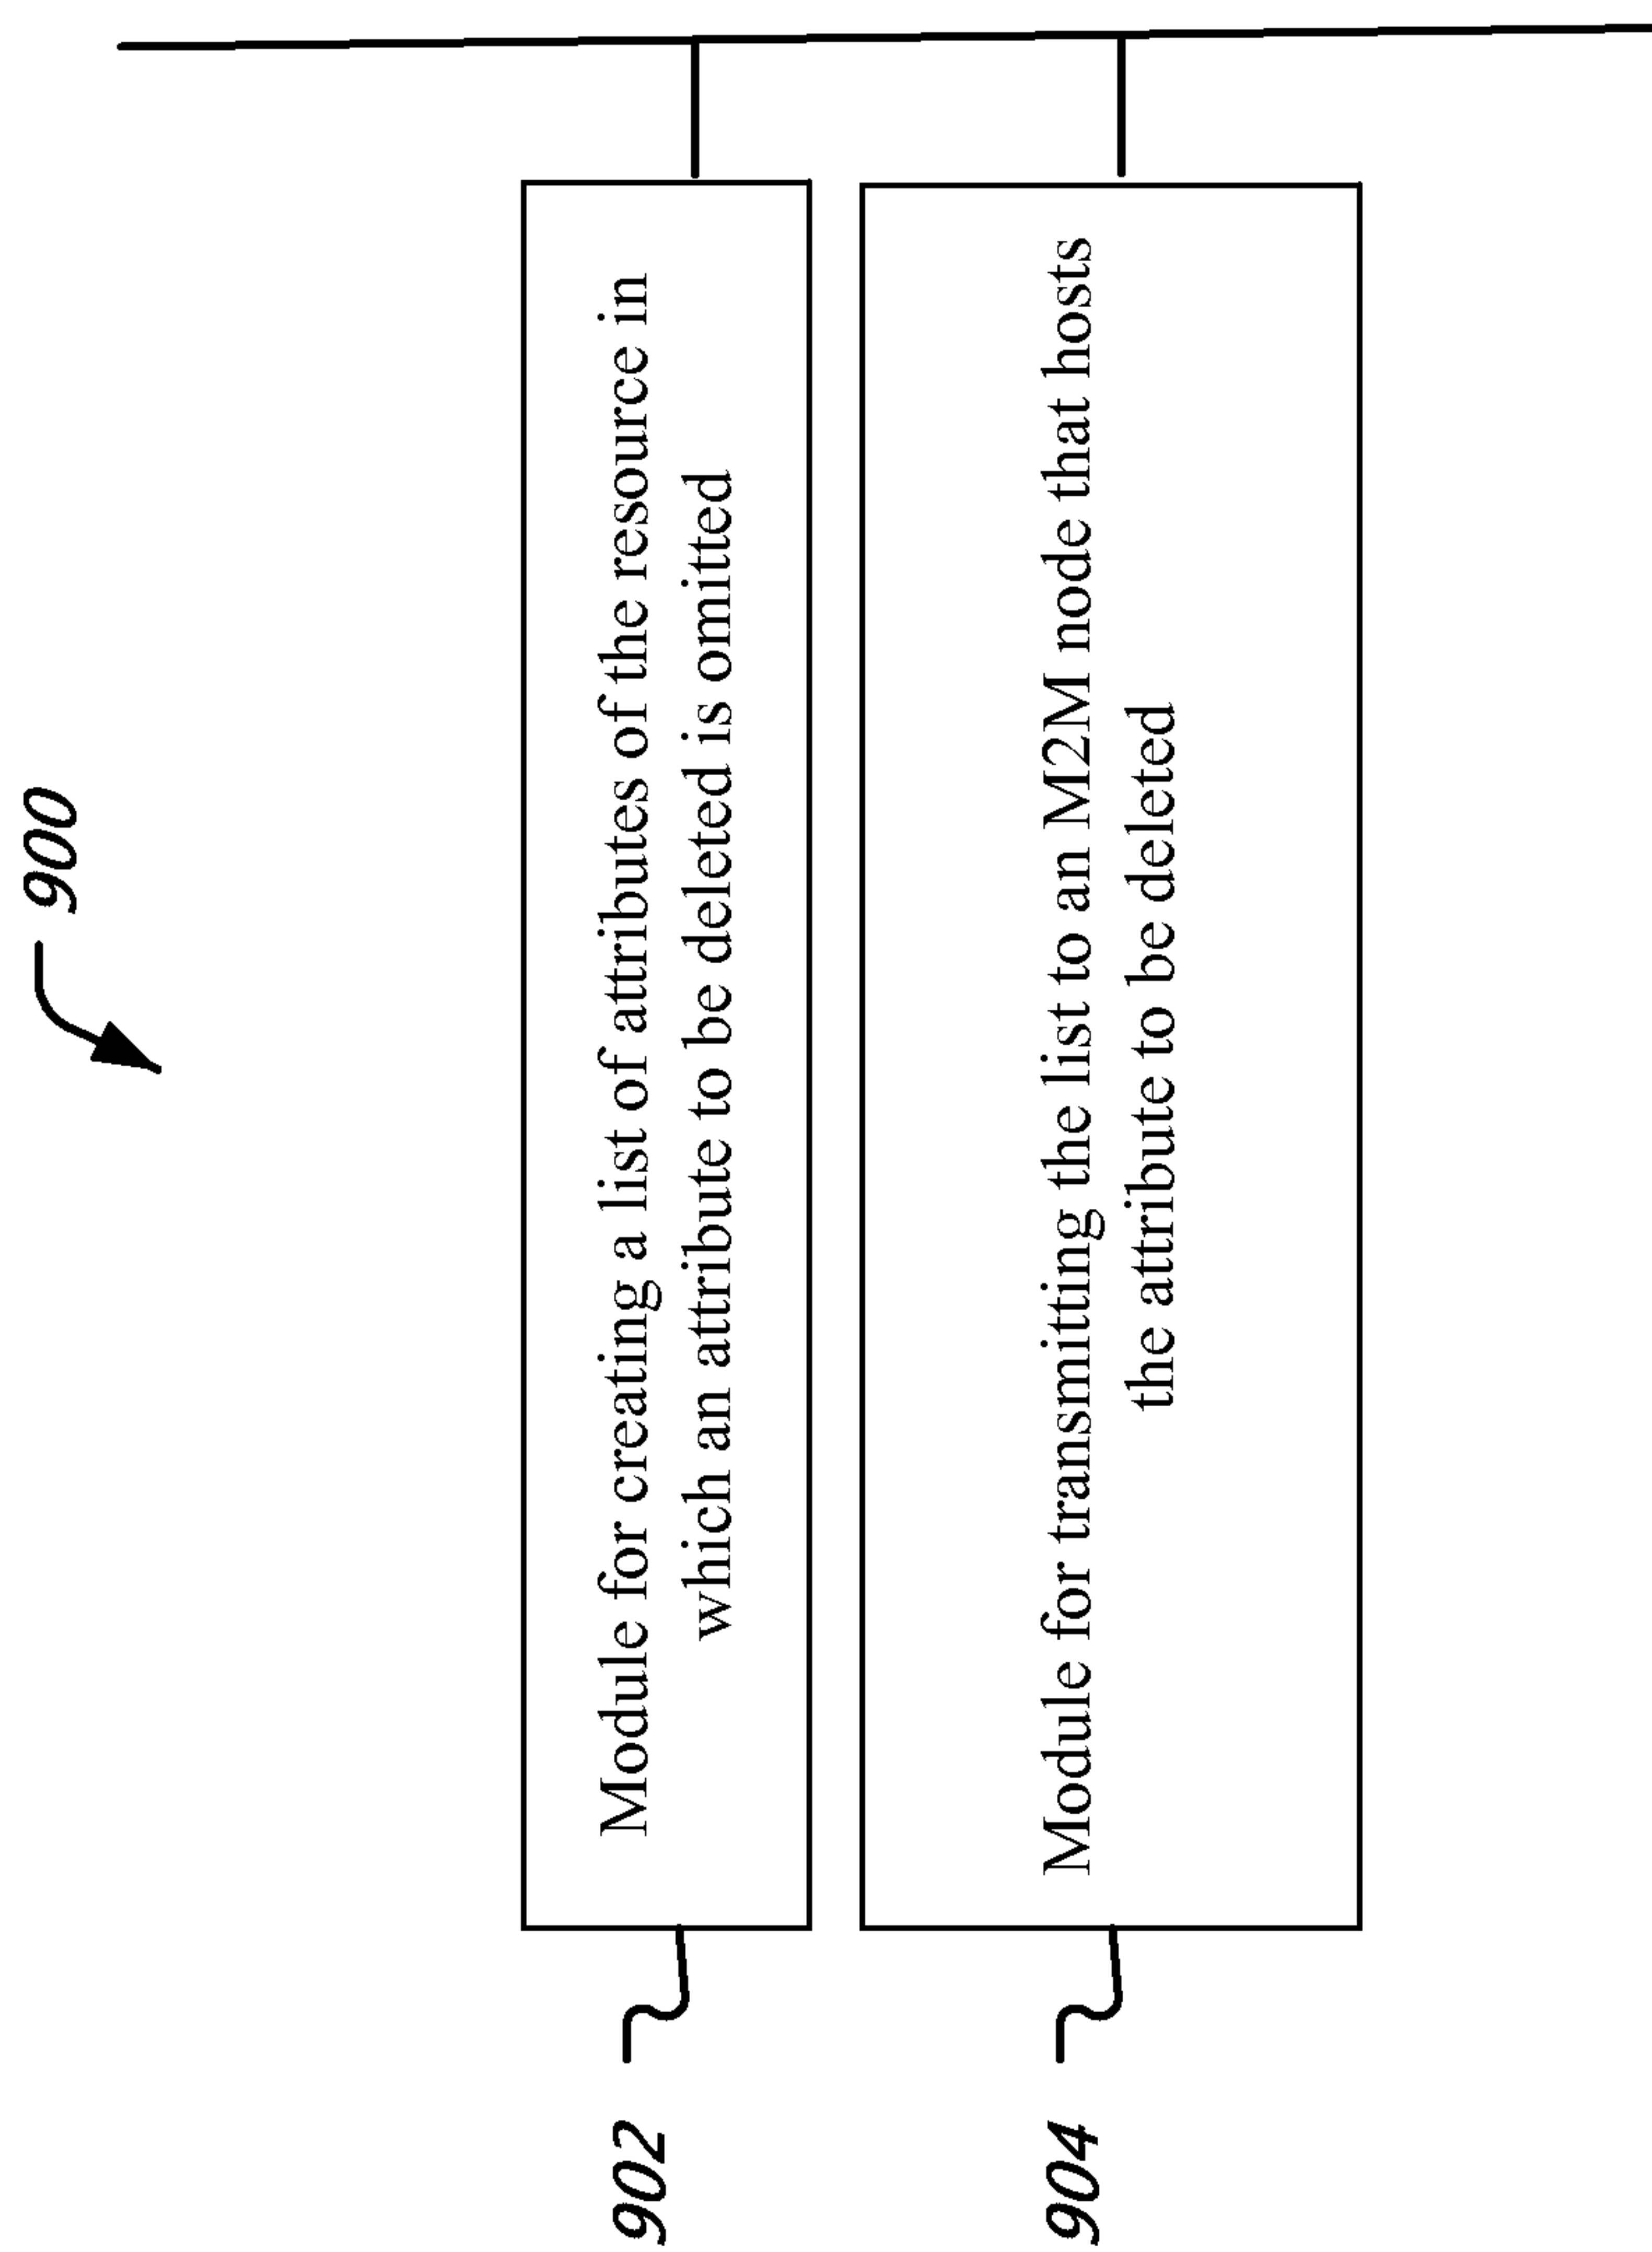 900
902
Module for creating a list of attributes of the resource in
which an attribute to be deleted is omitted
904
Module for transmitting the list to an M2M node that hosts
the attribute to be deleted